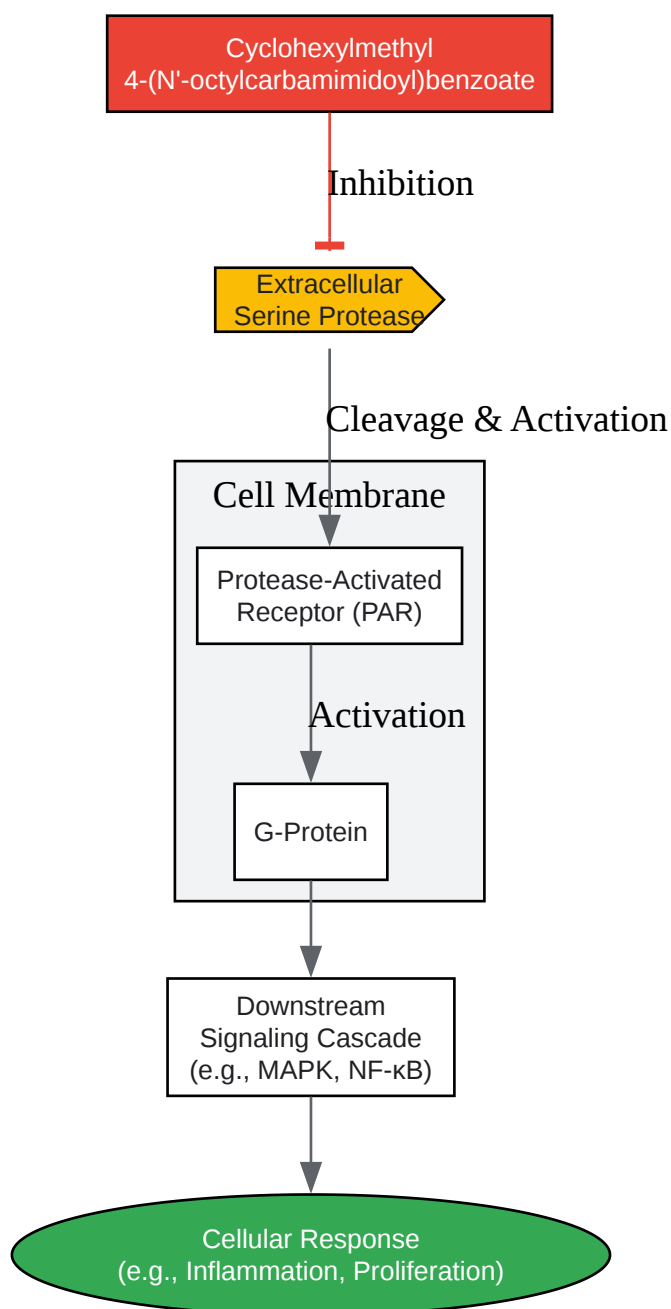 Cyclohexylmethyl
4-(N'-octylcarbamimidoyl)benzoate
Inhibition
Extracellular
Serine Protease
Cleavage & Activation
Cell Membrane
Protease-Activated
Receptor (PAR)
Activation
G-Protein
Downstream
Signaling Cascade
(e.g., MAPK, NF-κB)
Cellular Response
(e.g., Inflammation, Proliferation)